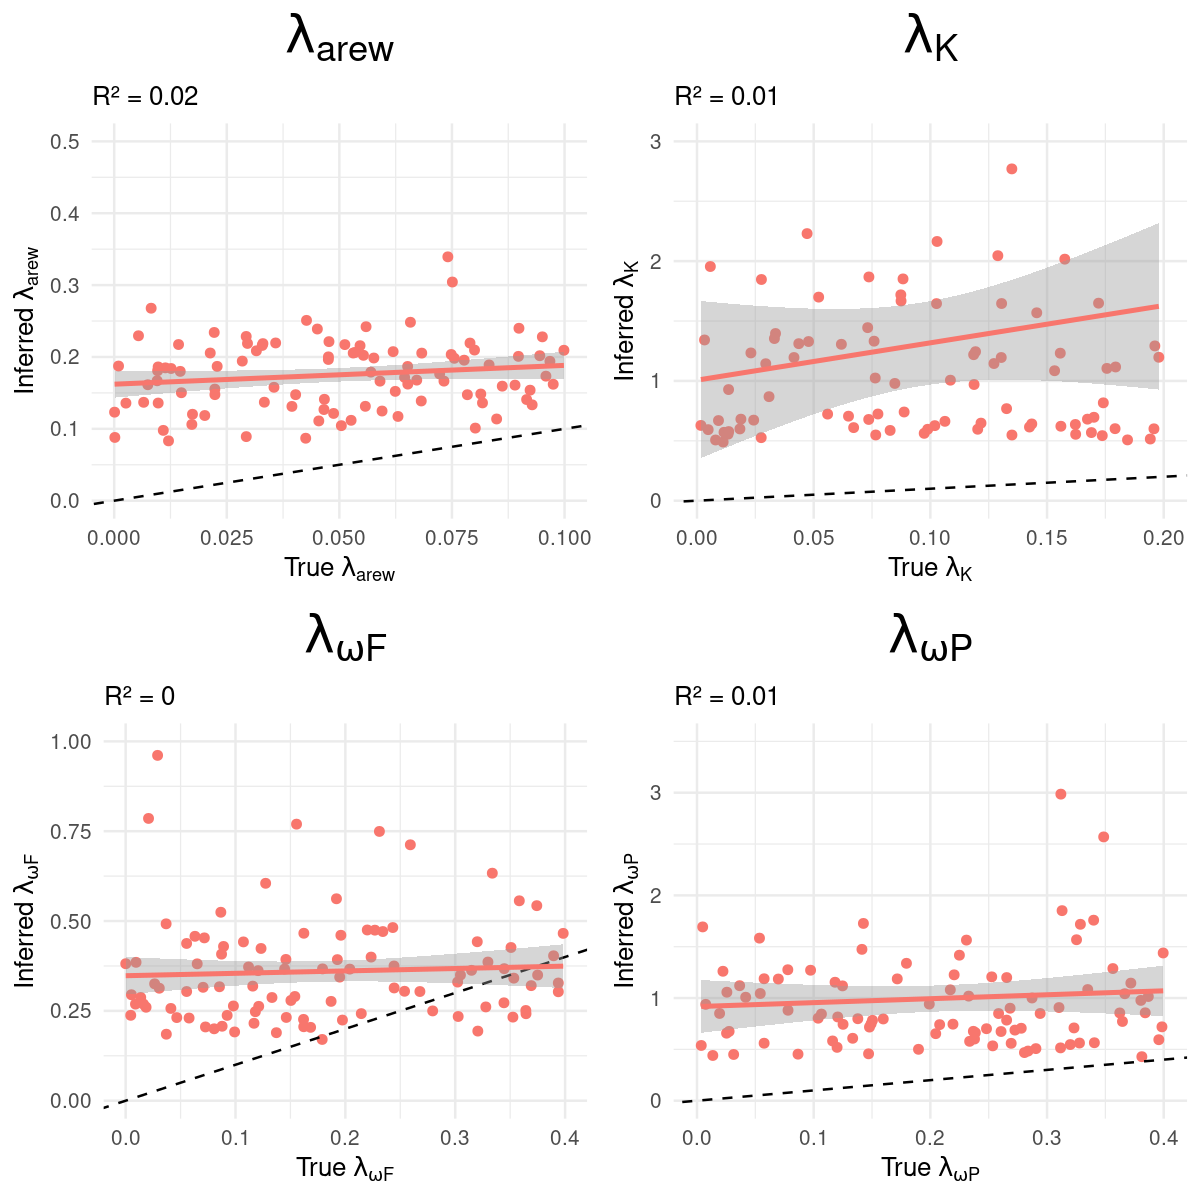 λarew
R² = 0.02
0.5
0.4
0.3
0.2
0.1
0.0
Inferred λarew
0.000 0.025 0.050 0.075 0.100
True λarew
λK
R² = 0.01
3
2
1
0
Inferred λK
0.00 0.05 0.10 0.15 0.20
True λK
λωF
R² = 0
1.00
0.75
0.50
0.25
0.00
Inferred λωF
0.0 0.1 0.2 0.3 0.4
True λωF
λωP
R² = 0.01
3
2
1
0
Inferred λωP
0.0 0.1 0.2 0.3 0.4
True λωP